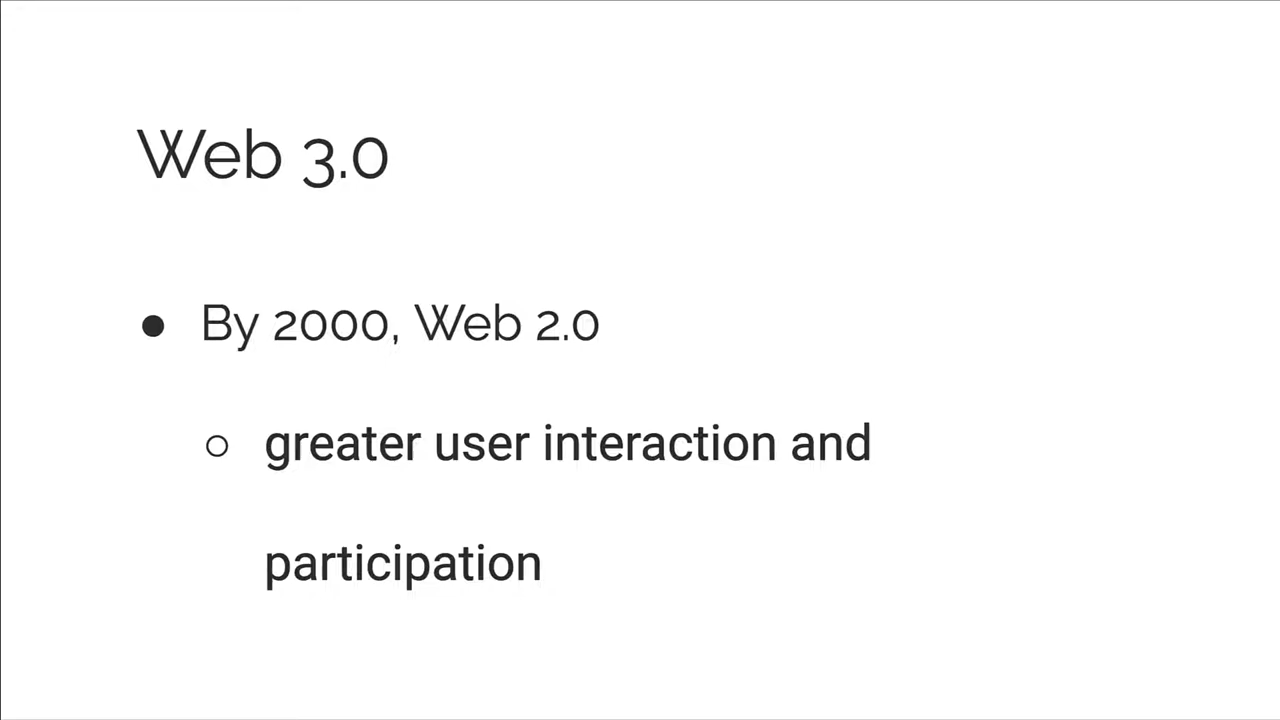 Web 3.0
● By 2000, Web 2.0
○ greater user interaction and
participation